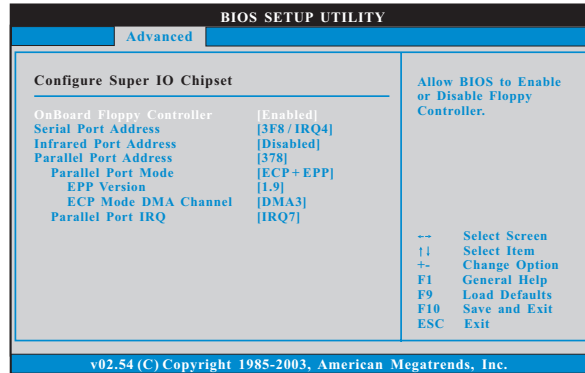 BIOS SETUP UTILITY
Advanced
Configure Super IO Chipset
OnBoard Floppy Controller [Enabled]
Serial Port Address [3F8 / IRQ4]
Infrared Port Address [Disabled]
Parallel Port Address [378]
Parallel Port Mode [ECP + EPP]
EPP Version [1.9]
ECP Mode DMA Channel [DMA3]
Parallel Port IRQ [IRQ7]
Allow BIOS to Enable
or Disable Floppy
Controller.
←→ Select Screen
↑↓ Select Item
+- Change Option
F1 General Help
F9 Load Defaults
F10 Save and Exit
ESC Exit
v02.54 (C) Copyright 1985-2003, American Megatrends, Inc.